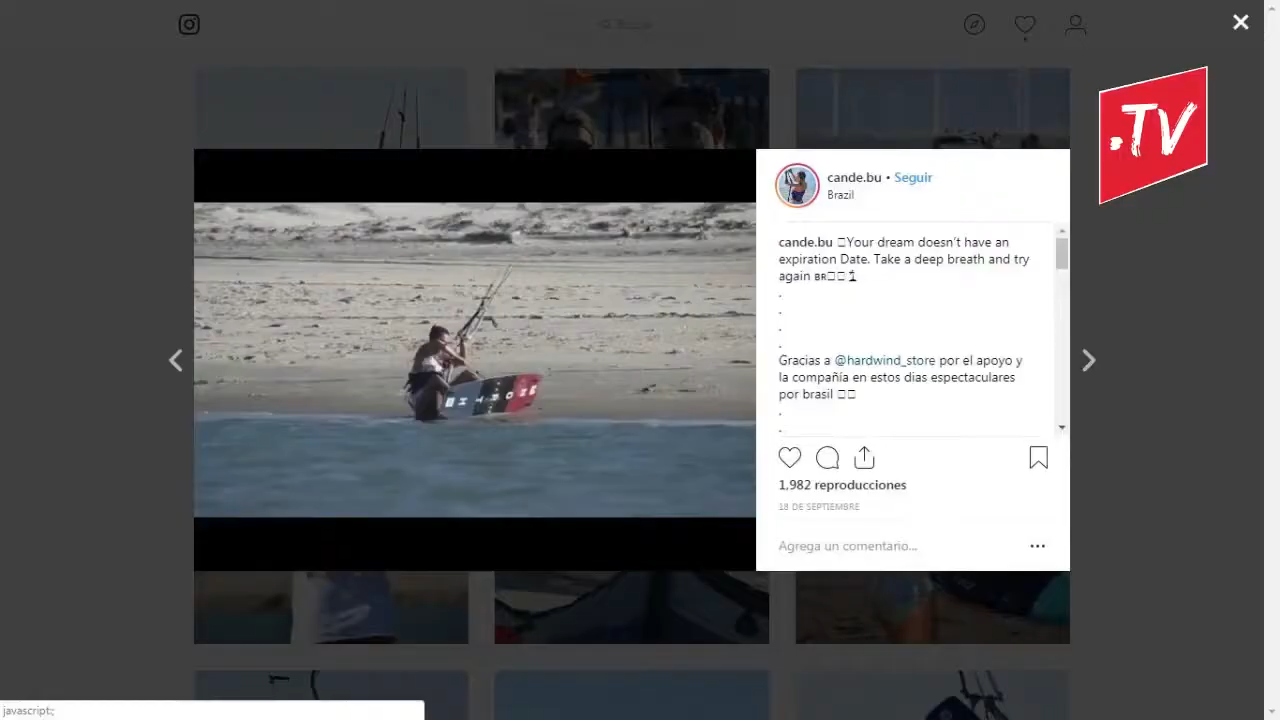 .TV
cande.bu • Seguir
Brazil
cande.bu Your dream doesn't have an
expiration Date. Take a deep breath and try
again BR
.
.
.
.
Gracias a @hardwind_store por el apoyo y
la compañía en estos dias espectaculares
por brasil
.
.
1,982 reproducciones
18 DE SEPTIEMBRE
Agrega un comentario...
javascript:;